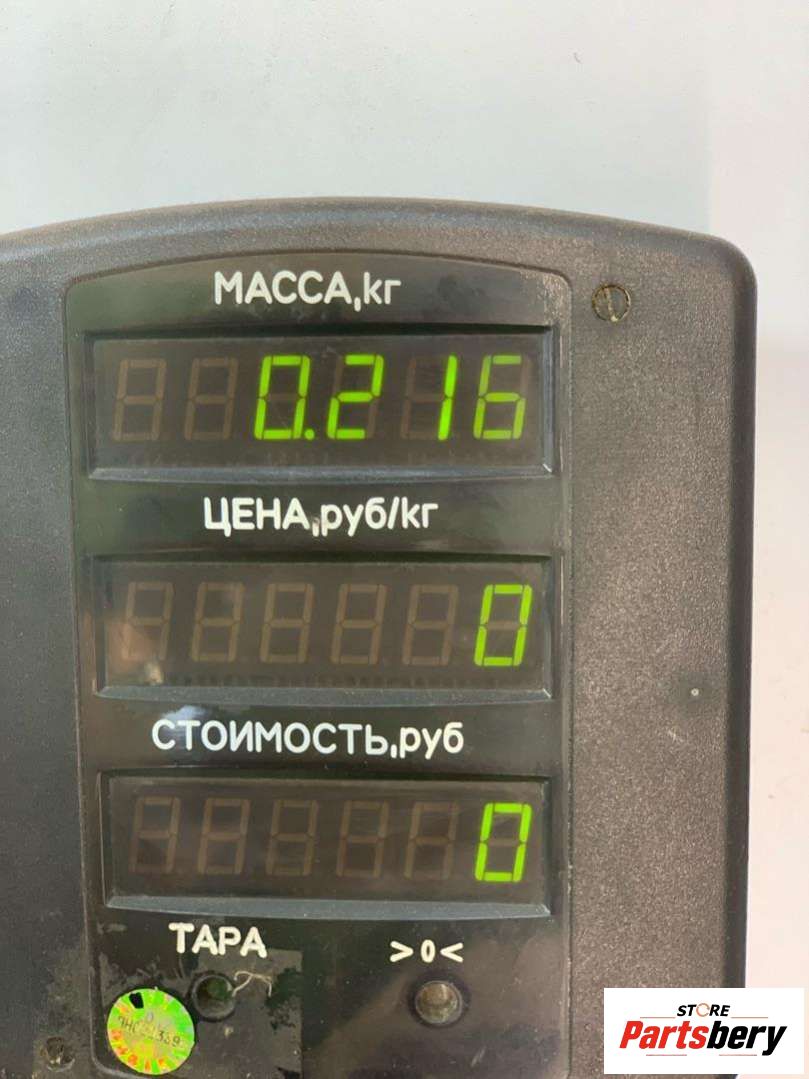 МАССА,кг
0.216
ЦЕНА,руб/кг
0
СТОИМОСТЬ,руб
0
ТАРА
>0<
STORE
Partsbery